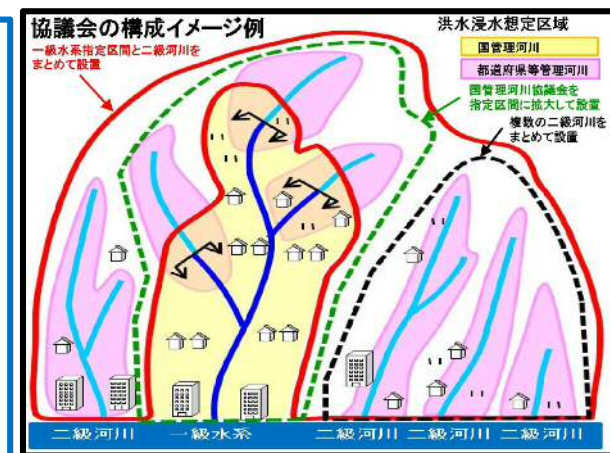 協議会の構成イメージ例
一級水系指定区間と二級河川を
まとめて設置
洪水浸水想定区域
国管理河川
都道府県等管理河川
国管理河川協議会を
指定区間に拡大して設置
複数の二級河川を
まとめて設置
二級河川 一級水系 二級河川 二級河川 二級河川